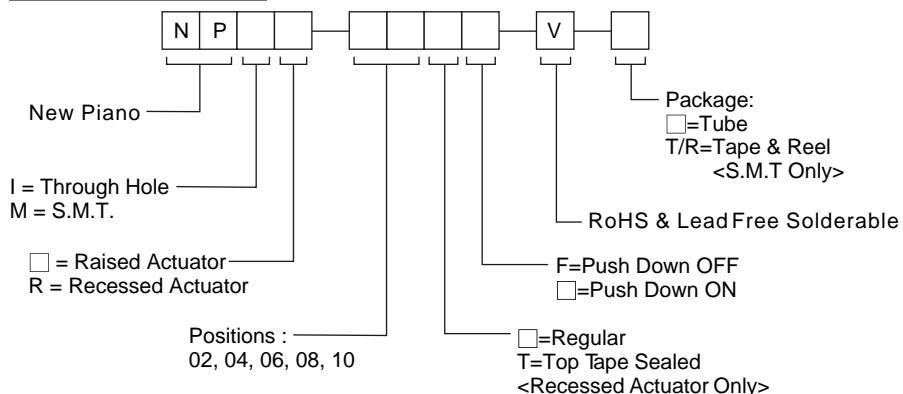 N P V
New Piano
I = Through Hole
M = S.M.T.
□ = Raised Actuator
R = Recessed Actuator
Positions :
02, 04, 06, 08, 10
□=Regular
T=Top Tape Sealed
<Recessed Actuator Only>
F=Push Down OFF
□=Push Down ON
RoHS & Lead Free Solderable
Package:
□=Tube
T/R=Tape & Reel
<S.M.T Only>